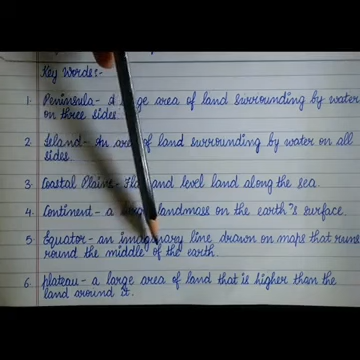 Key Words:-
1. Peninsula- A large area of land surrounding by water
on three sides.
2. Island- An area of land surrounding by water on all
sides.
3. Coastal Plains- Flat and level land along the sea.
4. Continent- a landmass on the earth's surface.
5. Equator- an imaginary line drawn on maps that runs
round the middle of the earth.
6. Plateau- a large area of land that is higher than the
land around it.